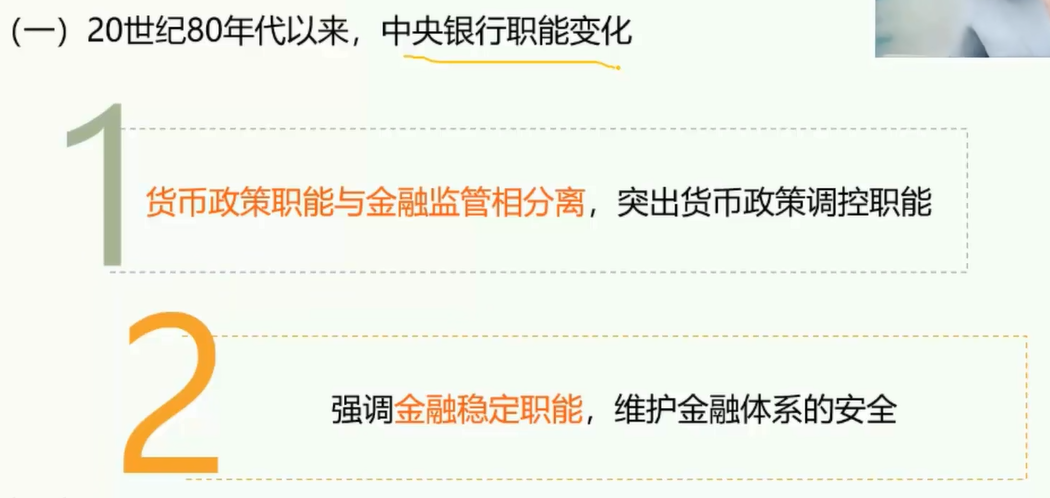 （一）20世纪80年代以来，中央银行职能变化
1
货币政策职能与金融监管相分离，突出货币政策调控职能
2
强调金融稳定职能，维护金融体系的安全